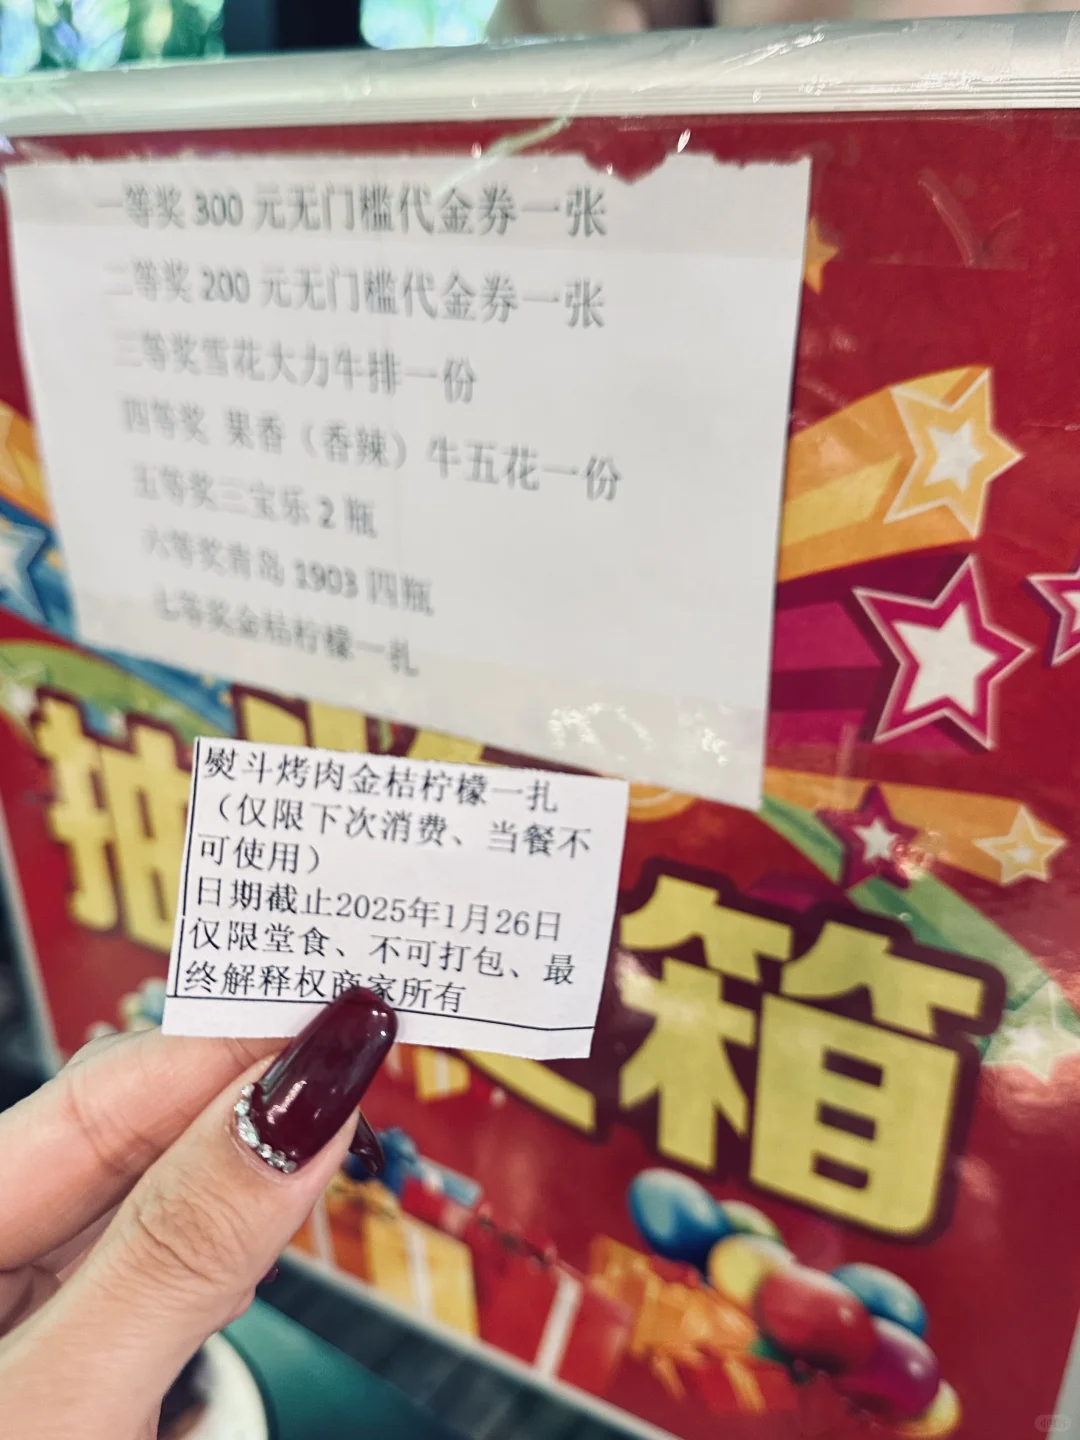 一等奖 300 元无门槛代金券一张
二等奖 200 元无门槛代金券一张
三等奖雪花大力牛排一份
四等奖 果香（香辣）牛五花一份
五等奖三宝乐 2 瓶
六等奖青岛 1903 四瓶
七等奖金桔柠檬一扎
抽奖箱
熨斗烤肉金桔柠檬一扎
（仅限下次消费、当餐不
可使用）
日期截止2025年1月26日
仅限堂食、不可打包、最
终解释权商家所有